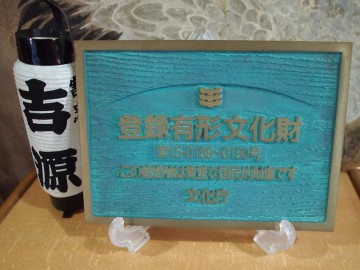 吉源
登録有形文化財
この建造物は貴重な国民的財産です
文化庁